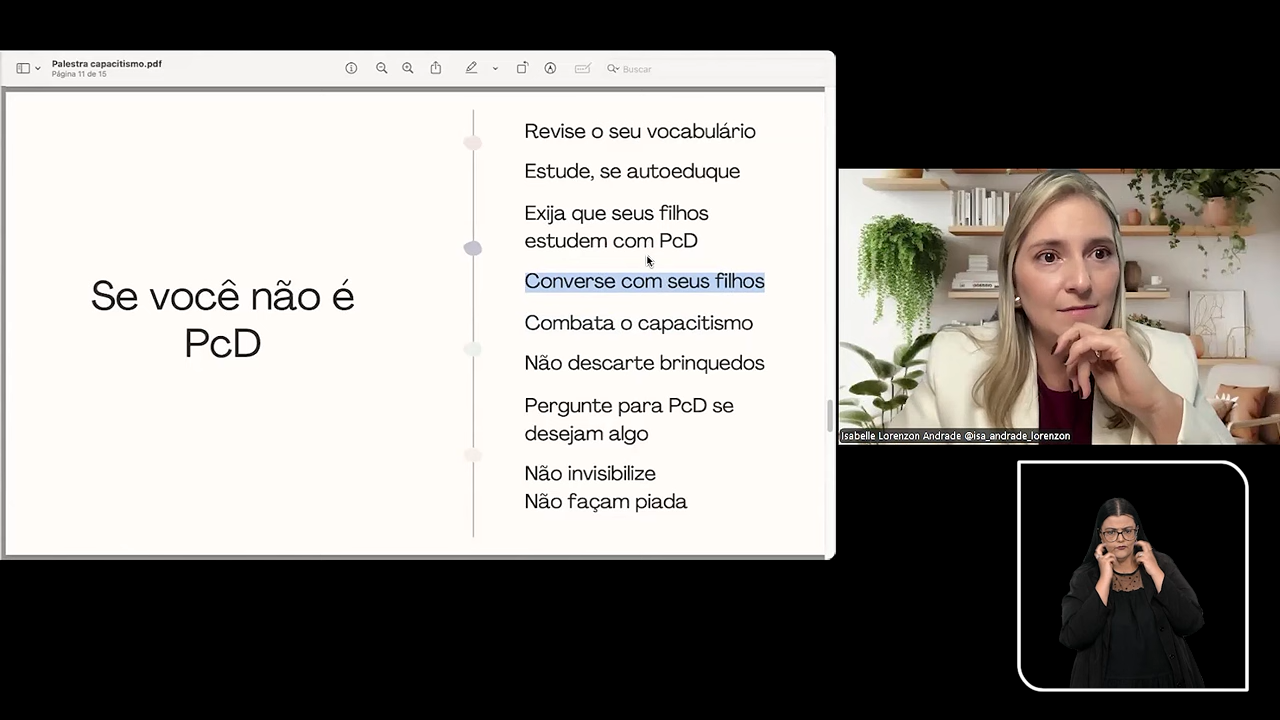 Palestra capacitismo.pdf
Página 11 de 15
Buscar
Se você não é
PcD
Revise o seu vocabulário
Estude, se autoeduque
Exija que seus filhos
estudem com PcD
Converse com seus filhos
Combata o capacitismo
Não descarte brinquedos
Pergunte para PcD se
desejam algo
Não invisibilize
Não façam piada
Isabelle Lorenzon Andrade @isa_andrade_lorenzon